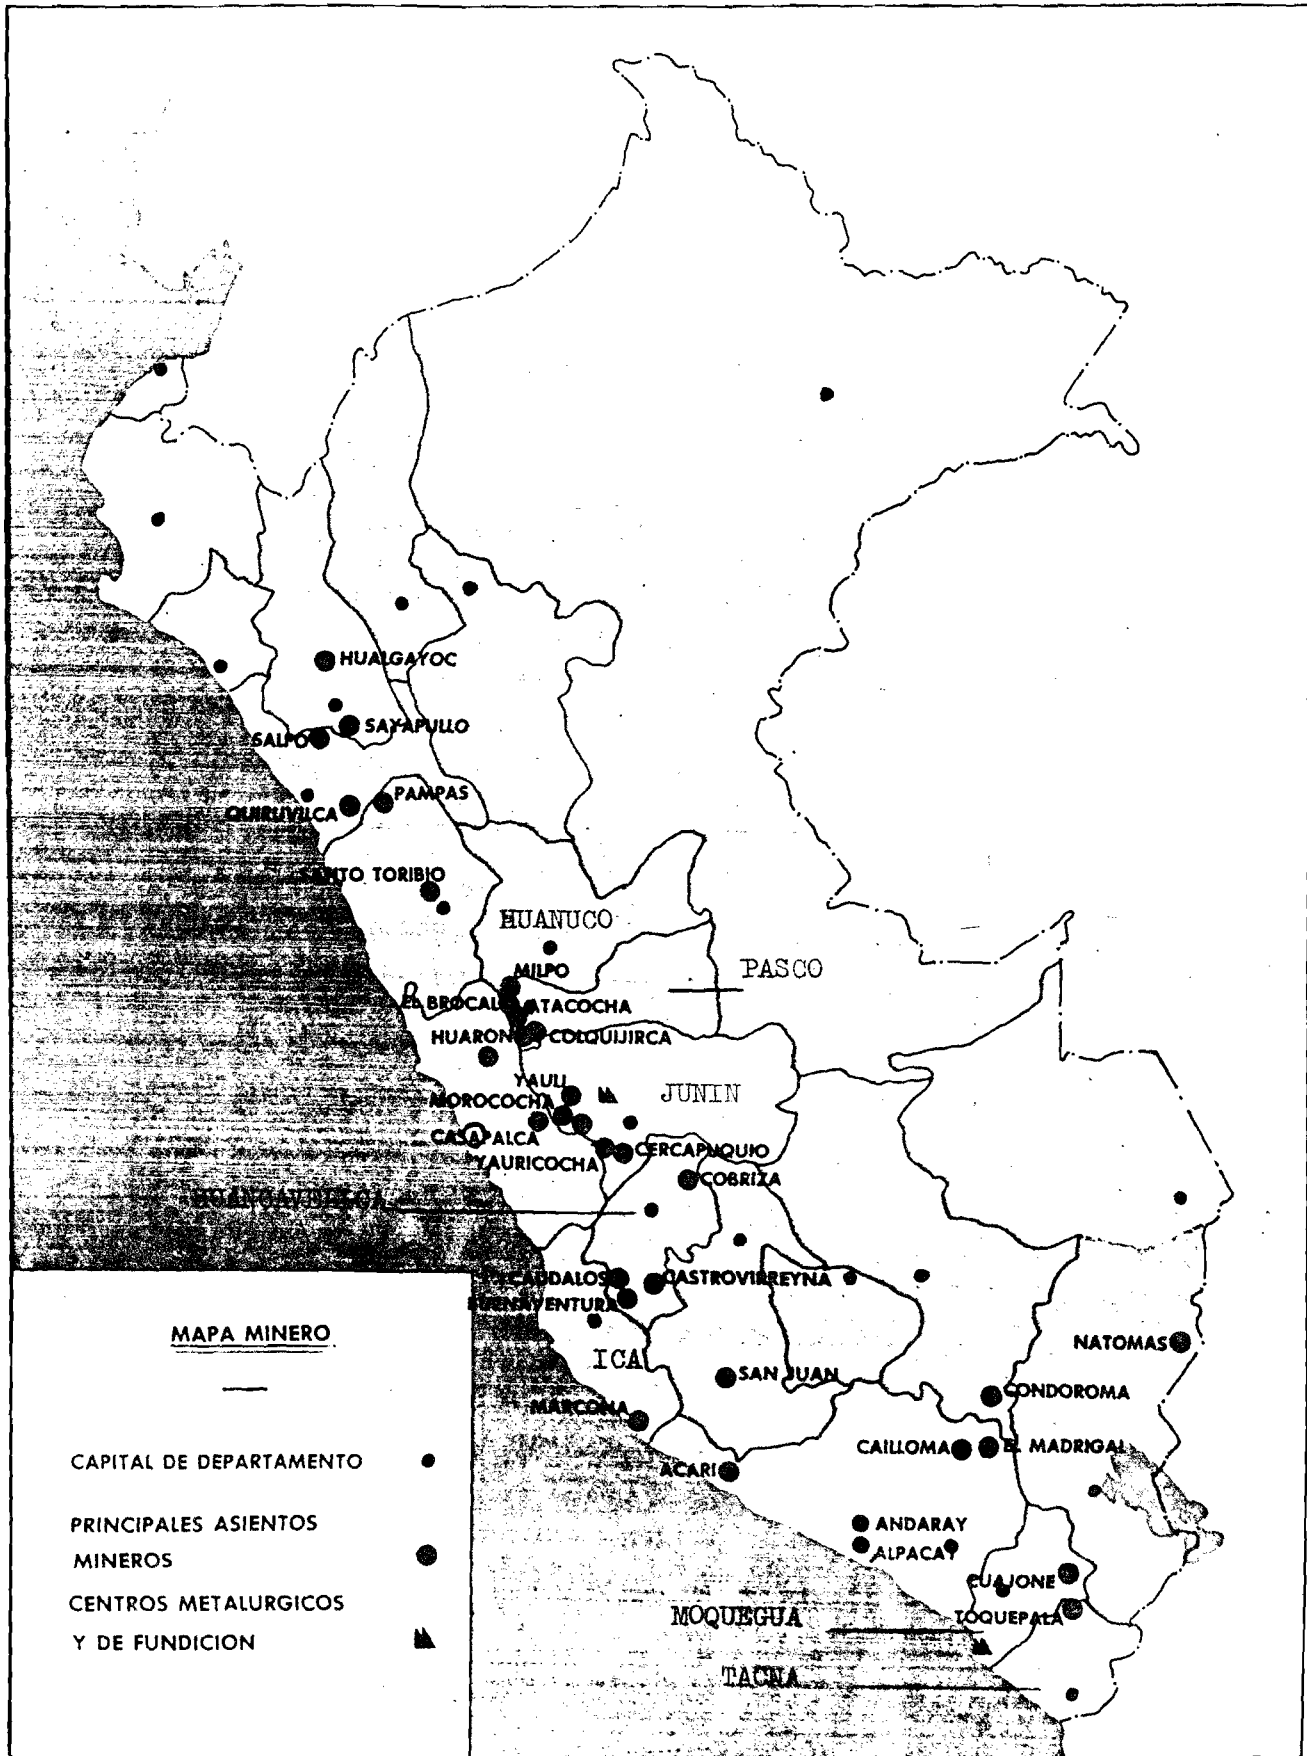 HUALGAYOC
SAYAPULLO
SALPO
PAMPAS
QUIRUVILCA
SANTO TORIBIO
HUANUCO
MILPO
PASCO
EL BROCAL
ATACOCHA
HUARON
COLQUIJIRCA
YAULI
JUNIN
MOROCOCHA
CASAPALCA
CERCAPUQUIO
YAURICOCHA
COBRIZA
HUANCAVELICA
CAUDALOSA
CASTROVIRREYNA
BUENAVENTURA
ICA
NATOMAS
SAN JUAN
CONDOROMA
MARCONA
CAILLOMA
EL MADRIGAL
ACARI
ANDARAY
ALPACAY
CUAJONE
MOQUEGUA
TOQUEPALA
TACNA
MAPA MINERO
CAPITAL DE DEPARTAMENTO
PRINCIPALES ASIENTOS
MINEROS
CENTROS METALURGICOS
Y DE FUNDICION